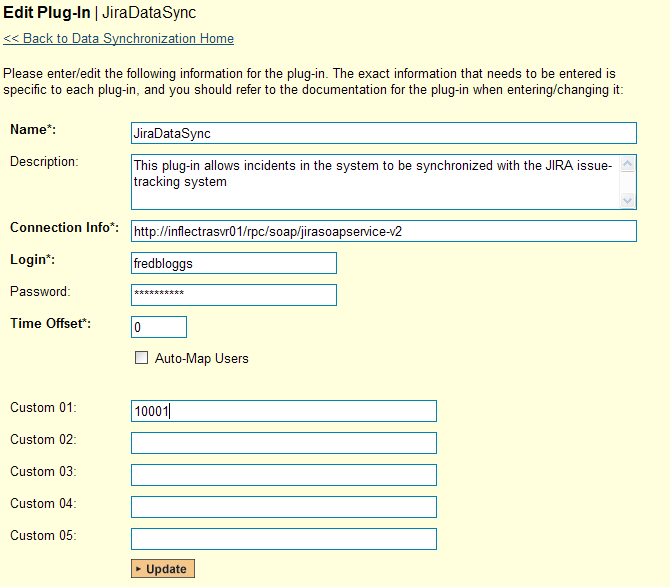 Edit Plug-In | JiraDataSync
<< Back to Data Synchronization Home
Please enter/edit the following information for the plug-in. The exact information that needs to be entered is
specific to each plug-in, and you should refer to the documentation for the plug-in when entering/changing it:
Name*: JiraDataSync
Description: This plug-in allows incidents in the system to be synchronized with the JIRA issue-
tracking system
Connection Info*: http://inflectrasvr01/rpc/soap/jirasoapservice-v2
Login*: fredbloggs
Password: **********
Time Offset*: 0
Auto-Map Users
Custom 01: 10001
Custom 02:
Custom 03:
Custom 04:
Custom 05:
Update